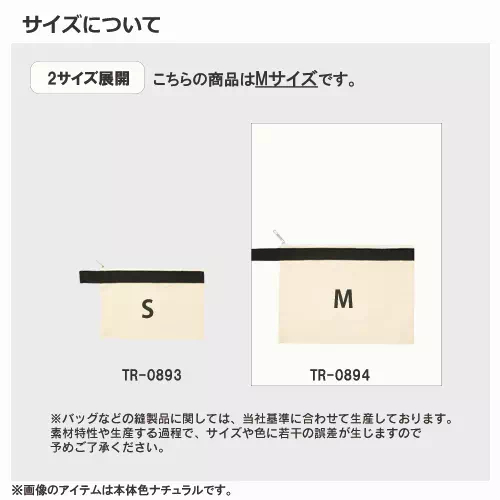 サイズについて
2サイズ展開
こちらの商品はMサイズです。
S
M
TR-0893
TR-0894
※バッグなどの縫製品に関しては、当社基準に合わせて生産しております。
素材特性や生産する過程で、サイズや色に若干の誤差が生じますので
予めご了承ください。
※画像のアイテムは本体色ナチュラルです。